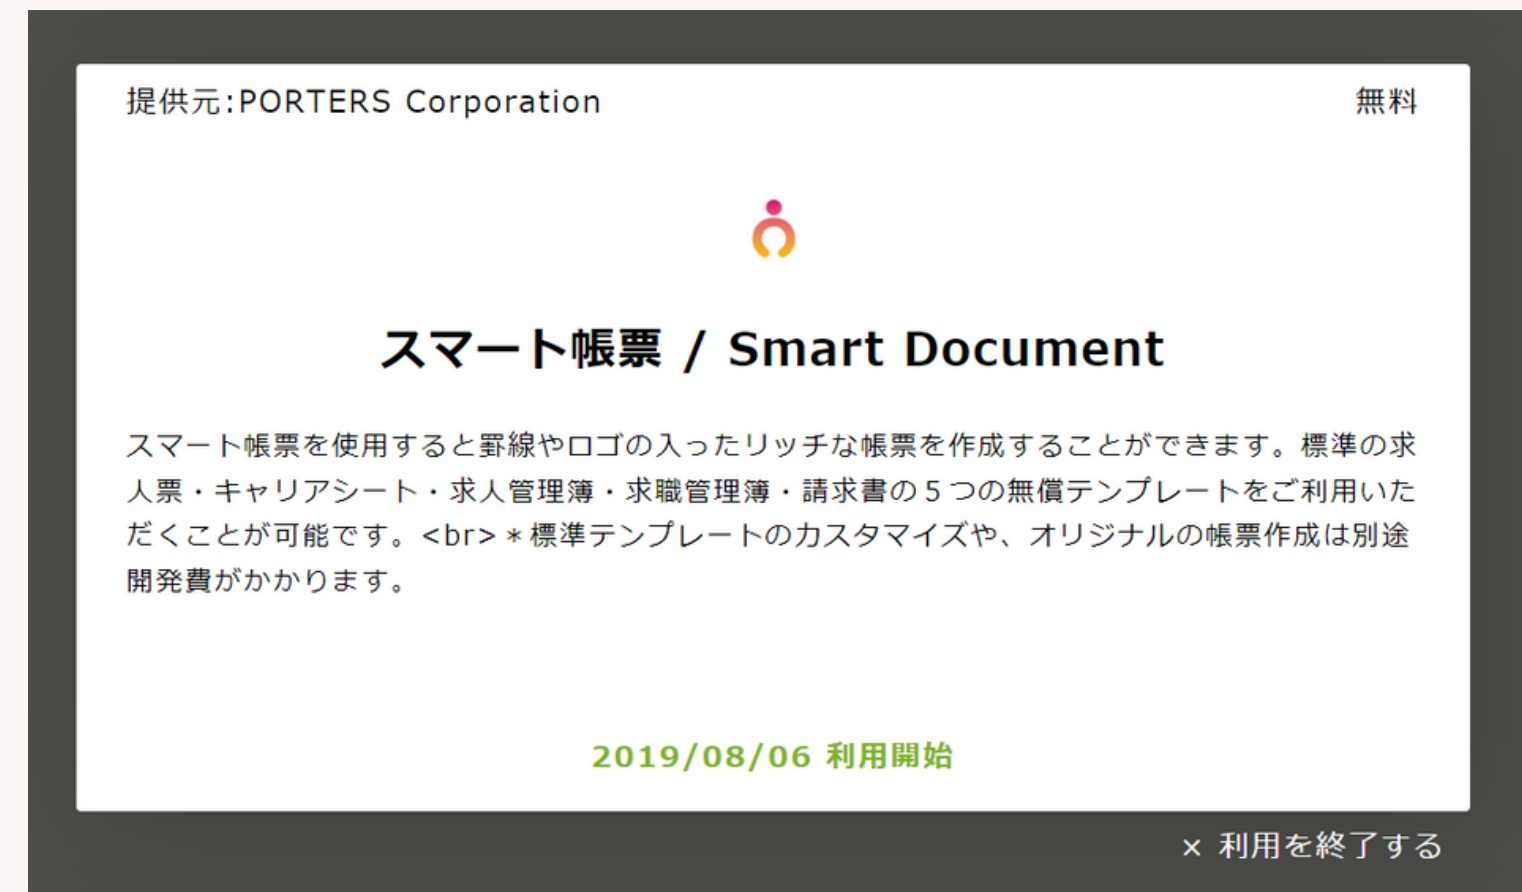 提供元:PORTERS Corporation
無料
スマート帳票 / Smart Document
スマート帳票を使用すると罫線やロゴの入ったリッチな帳票を作成することができます。標準の求
人票・キャリアシート・求人管理簿・求職管理簿・請求書の５つの無償テンプレートをご利用いた
だくことが可能です。<br>＊標準テンプレートのカスタマイズや、オリジナルの帳票作成は別途
開発費がかかります。
2019/08/06 利用開始
× 利用を終了する